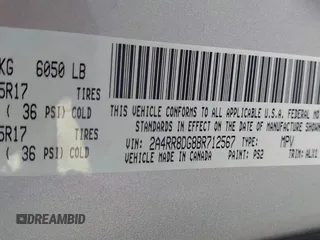 KG 6050 LB
5R17 TIRES
( 36 PSI) COLD
5R17 TIRES
( 36 PSI) COLD
THIS VEHICLE CONFORMS TO ALL APPLICABLE U.S.A. FEDERAL MO
STANDARDS IN EFFECT ON THE DATE OF MANUFACTURE SHOWN
VIN: 2A4RR8DG8BR712567 MPV
MADE IN CANADA PAINT: PS2 TRIM:
DREAMBID